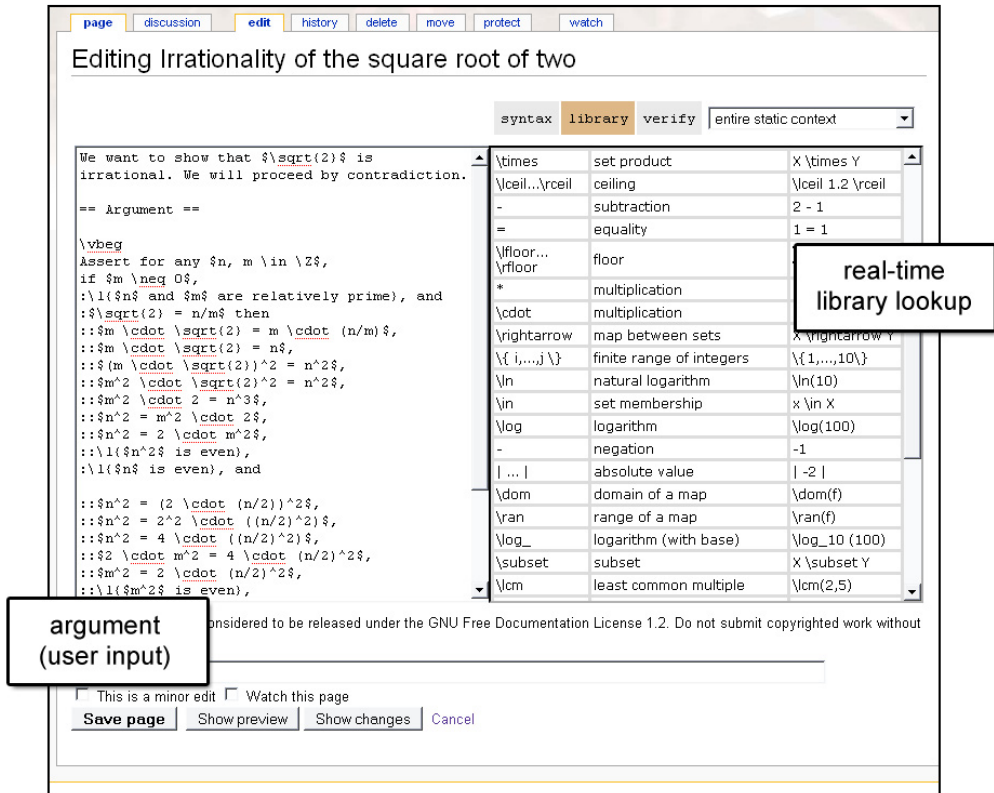 page discussion edit history delete move protect watch
Editing Irrationality of the square root of two
syntax library verify entire static context
We want to show that $\sqrt{2}$ is
irrational. We will proceed by contradiction.
== Argument ==
\vbeg
Assert for any $n, m \in \Z$,
if $m \neq 0$,
:\l{$n$ and $m$ are relatively prime}, and
:$\sqrt{2} = n/m$ then
::$m \cdot \sqrt{2} = m \cdot (n/m)$,
::$m \cdot \sqrt{2} = n$,
::$(m \cdot \sqrt{2})^2 = n^2$,
::$m^2 \cdot \sqrt{2}^2 = n^2$,
::$m^2 \cdot 2 = n^3$,
::$n^2 = m^2 \cdot 2$,
::$n^2 = 2 \cdot m^2$,
::\l{$n^2$ is even},
:\l{$n$ is even}, and
::$n^2 = (2 \cdot (n/2))^2$,
::$n^2 = 2^2 \cdot ((n/2)^2)$,
::$n^2 = 4 \cdot ((n/2)^2)$,
::$2 \cdot m^2 = 4 \cdot (n/2)^2$,
::$m^2 = 2 \cdot (n/2)^2$,
::\l{$m^2$ is even},
\times set product X \times Y
\lceil...\rceil ceiling \lceil 1.2 \rceil
- subtraction 2 - 1
= equality 1 = 1
\lfloor...
\rfloor floor
* multiplication
\cdot multiplication
\rightarrow map between sets X \rightarrow Y
\{ i,...,j \} finite range of integers \{1,...,10\}
\ln natural logarithm \ln(10)
\in set membership x \in X
\log logarithm \log(100)
- negation -1
| ... | absolute value | -2 |
\dom domain of a map \dom(f)
\ran range of a map \ran(f)
\log_ logarithm (with base) \log_10 (100)
\subset subset X \subset Y
\lcm least common multiple \lcm(2,5)
real-time
library lookup
argument
(user input)
onsidered to be released under the GNU Free Documentation License 1.2. Do not submit copyrighted work without
This is a minor edit Watch this page
Save page Show preview Show changes Cancel